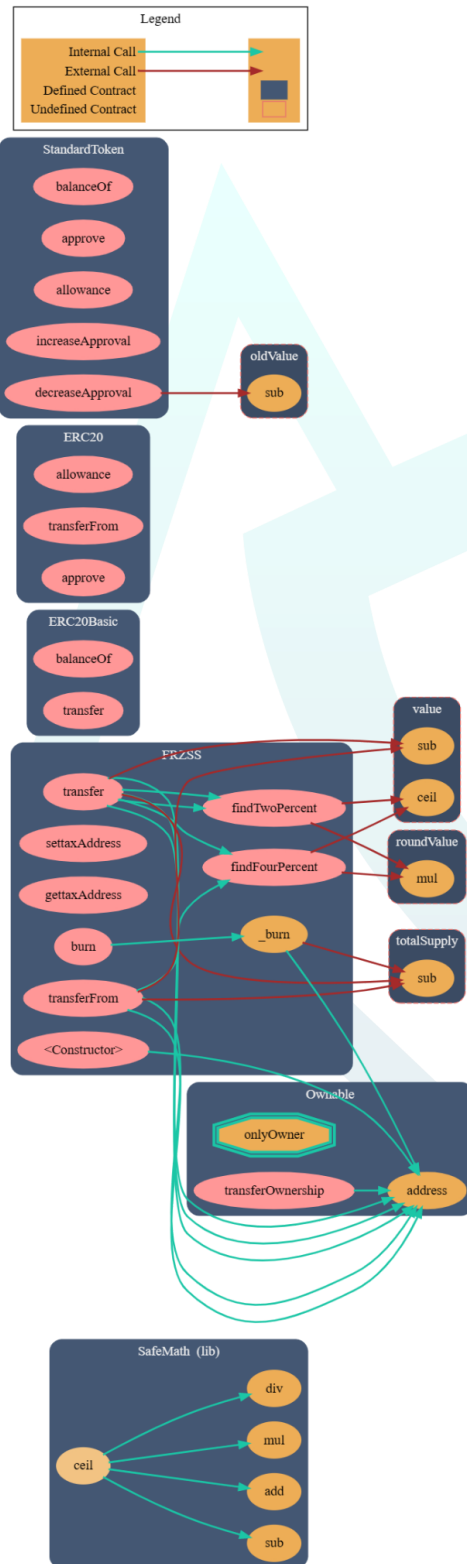 Legend
Internal Call
External Call
Defined Contract
Undefined Contract
StandardToken
balanceOf
approve
allowance
increaseApproval
decreaseApproval
oldValue
sub
ERC20
allowance
transferFrom
approve
ERC20Basic
balanceOf
transfer
FRZSS
transfer
settaxAddress
gettaxAddress
burn
transferFrom
<Constructor>
findTwoPercent
findFourPercent
_burn
value
sub
ceil
roundValue
mul
totalSupply
sub
Ownable
onlyOwner
transferOwnership
address
SafeMath (lib)
ceil
div
mul
add
sub